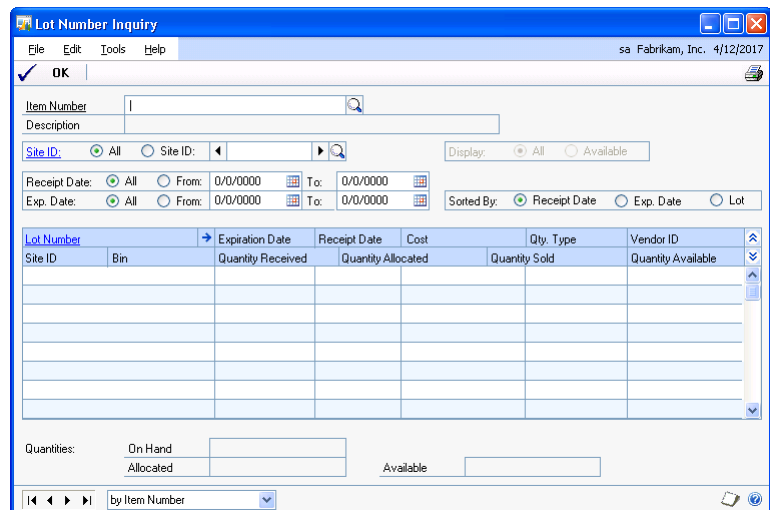 Lot Number Inquiry
File Edit Tools Help sa Fabrikam, Inc. 4/12/2017
OK
Item Number
Description
Site ID: All Site ID: Display: All Available
Receipt Date: All From: 0/0/0000 To: 0/0/0000
Exp. Date: All From: 0/0/0000 To: 0/0/0000 Sorted By: Receipt Date Exp. Date Lot
Lot Number Expiration Date Receipt Date Cost Qty. Type Vendor ID
Site ID Bin Quantity Received Quantity Allocated Quantity Sold Quantity Available
Quantities: On Hand
Allocated Available
by Item Number